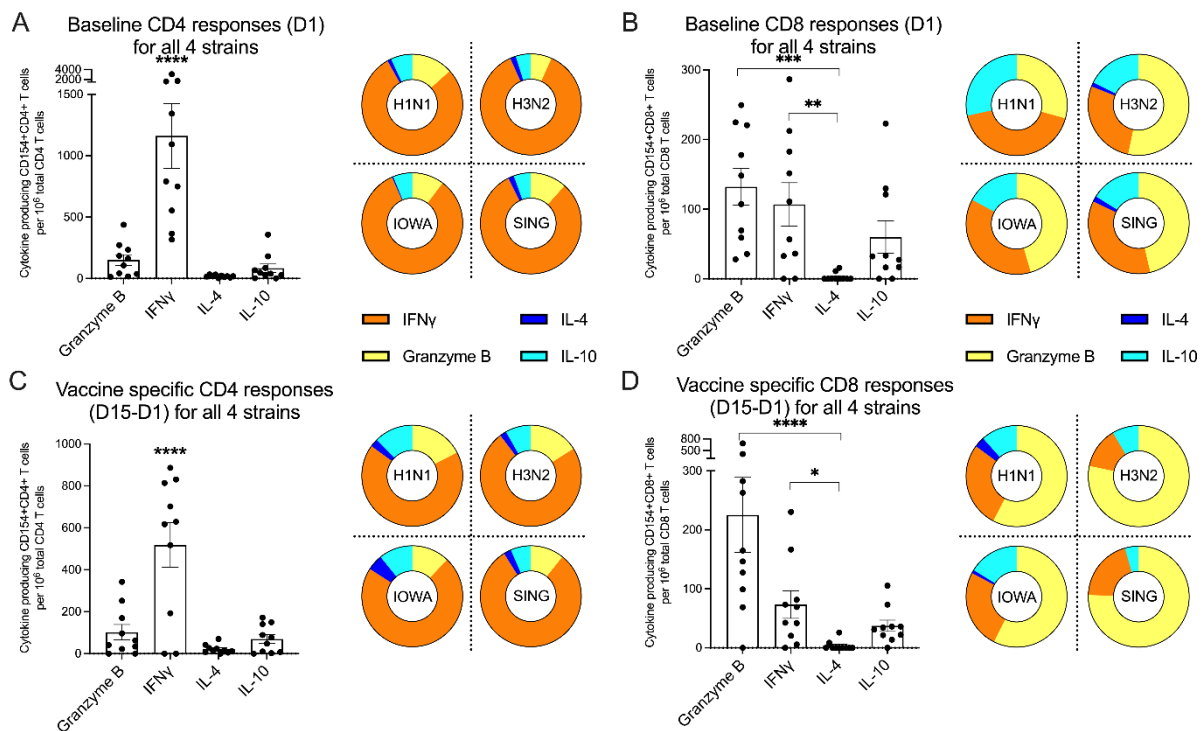 A
Baseline CD4 responses (D1)
for all 4 strains
Cytokine producing CD154+CD4+ T cells
per 10⁶ total CD4 T cells
4000
2000
1500
1000
500
0
****
Granzyme B
IFNγ
IL-4
IL-10
H1N1
H3N2
IOWA
SING
IFNγ
IL-4
Granzyme B
IL-10
B
Baseline CD8 responses (D1)
for all 4 strains
Cytokine producing CD154+CD8+ T cells
per 10⁶ total CD8 T cells
300
200
100
0
***
**
Granzyme B
IFNγ
IL-4
IL-10
H1N1
H3N2
IOWA
SING
IFNγ
IL-4
Granzyme B
IL-10
C
Vaccine specific CD4 responses
(D15-D1) for all 4 strains
Cytokine producing CD154+CD4+ T cells
per 10⁶ total CD4 T cells
1000
800
600
400
200
0
****
Granzyme B
IFNγ
IL-4
IL-10
H1N1
H3N2
IOWA
SING
D
Vaccine specific CD8 responses
(D15-D1) for all 4 strains
Cytokine producing CD154+CD8+ T cells
per 10⁶ total CD8 T cells
800
500
300
200
100
0
****
*
Granzyme B
IFNγ
IL-4
IL-10
H1N1
H3N2
IOWA
SING